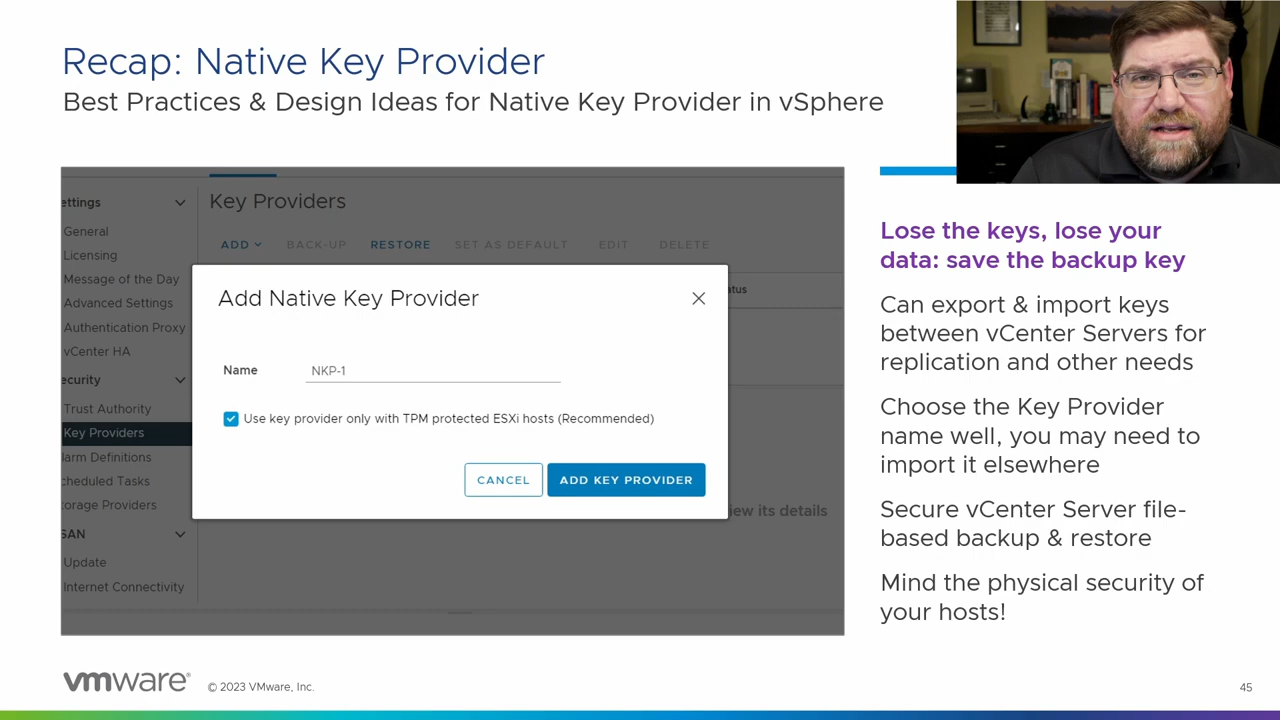 Recap: Native Key Provider
Best Practices & Design Ideas for Native Key Provider in vSphere
ettings
General
Licensing
Message of the Day
Advanced Settings
Authentication Proxy
vCenter HA
ecurity
Trust Authority
Key Providers
larm Definitions
cheduled Tasks
torage Providers
SAN
Update
Internet Connectivity
Key Providers
ADD BACK-UP RESTORE SET AS DEFAULT EDIT DELETE
atus
Add Native Key Provider
Name NKP-1
Use key provider only with TPM protected ESXi hosts (Recommended)
CANCEL ADD KEY PROVIDER
iew its details
Lose the keys, lose your
data: save the backup key
Can export & import keys
between vCenter Servers for
replication and other needs
Choose the Key Provider
name well, you may need to
import it elsewhere
Secure vCenter Server file-
based backup & restore
Mind the physical security of
your hosts!
vmware® © 2023 VMware, Inc.
45